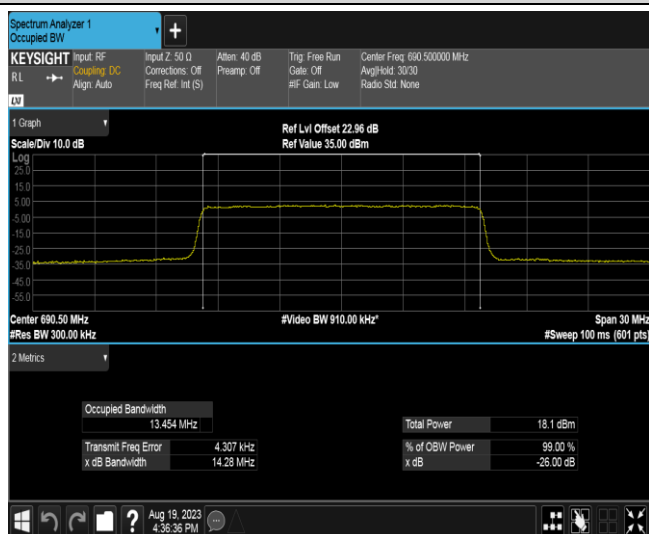 Spectrum Analyzer 1
Occupied BW
+
KEYSIGHT
RL
LXI
Input: RF
Coupling: DC
Align: Auto
Input Z: 50 Ω
Corrections: Off
Freq Ref: Int (S)
Atten: 40 dB
Preamp: Off
Trig: Free Run
Gate: Off
#IF Gain: Low
Center Freq: 690.500000 MHz
Avg|Hold: 30/30
Radio Std: None
1 Graph
Scale/Div 10.0 dB
Ref Lvl Offset 22.96 dB
Ref Value 35.00 dBm
Log
25.0
15.0
5.00
-5.00
-15.0
-25.0
-35.0
-45.0
-55.0
Center 690.50 MHz
#Res BW 300.00 kHz
#Video BW 910.00 kHz*
Span 30 MHz
#Sweep 100 ms (601 pts)
2 Metrics
Occupied Bandwidth
13.454 MHz
Transmit Freq Error 4.307 kHz
x dB Bandwidth 14.28 MHz
Total Power 18.1 dBm
% of OBW Power 99.00 %
x dB -26.00 dB
?
Aug 19, 2023
4:36:36 PM